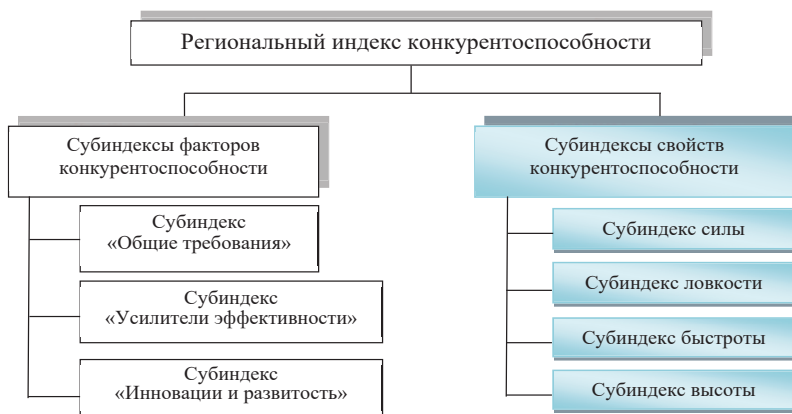 Региональный индекс конкурентоспособности
Субиндексы факторов
конкурентоспособности
Субиндекс
«Общие требования»
Субиндекс
«Усилители эффективности»
Субиндекс
«Инновации и развитость»
Субиндексы свойств
конкурентоспособности
Субиндекс силы
Субиндекс ловкости
Субиндекс быстроты
Субиндекс высоты